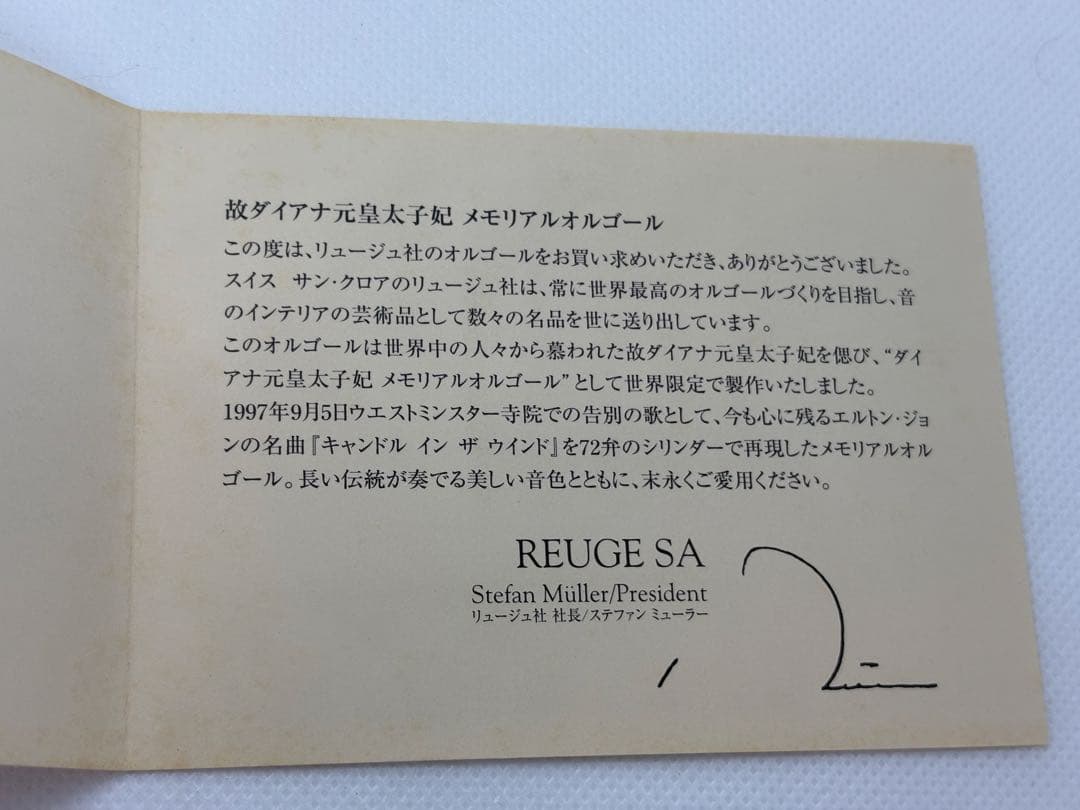 故ダイアナ元皇太子妃 メモリアルオルゴール
この度は、リュージュ社のオルゴールをお買い求めいただき、ありがとうございました。
スイス サン・クロアのリュージュ社は、常に世界最高のオルゴールづくりを目指し、音
のインテリアの芸術品として数々の名品を世に送り出しています。
このオルゴールは世界中の人々から慕われた故ダイアナ元皇太子妃を偲び、“ダイ
アナ元皇太子妃 メモリアルオルゴール”として世界限定で製作いたしました。
1997年9月5日ウエストミンスター寺院での告別の歌として、今も心に残るエルトン・ジョ
ンの名曲『キャンドル イン ザ ウインド』を72弁のシリンダーで再現したメモリアルオル
ゴール。長い伝統が奏でる美しい音色とともに、末永くご愛用ください。
REUGE SA
Stefan Müller/President
リュージュ社 社長/ステファン ミューラー